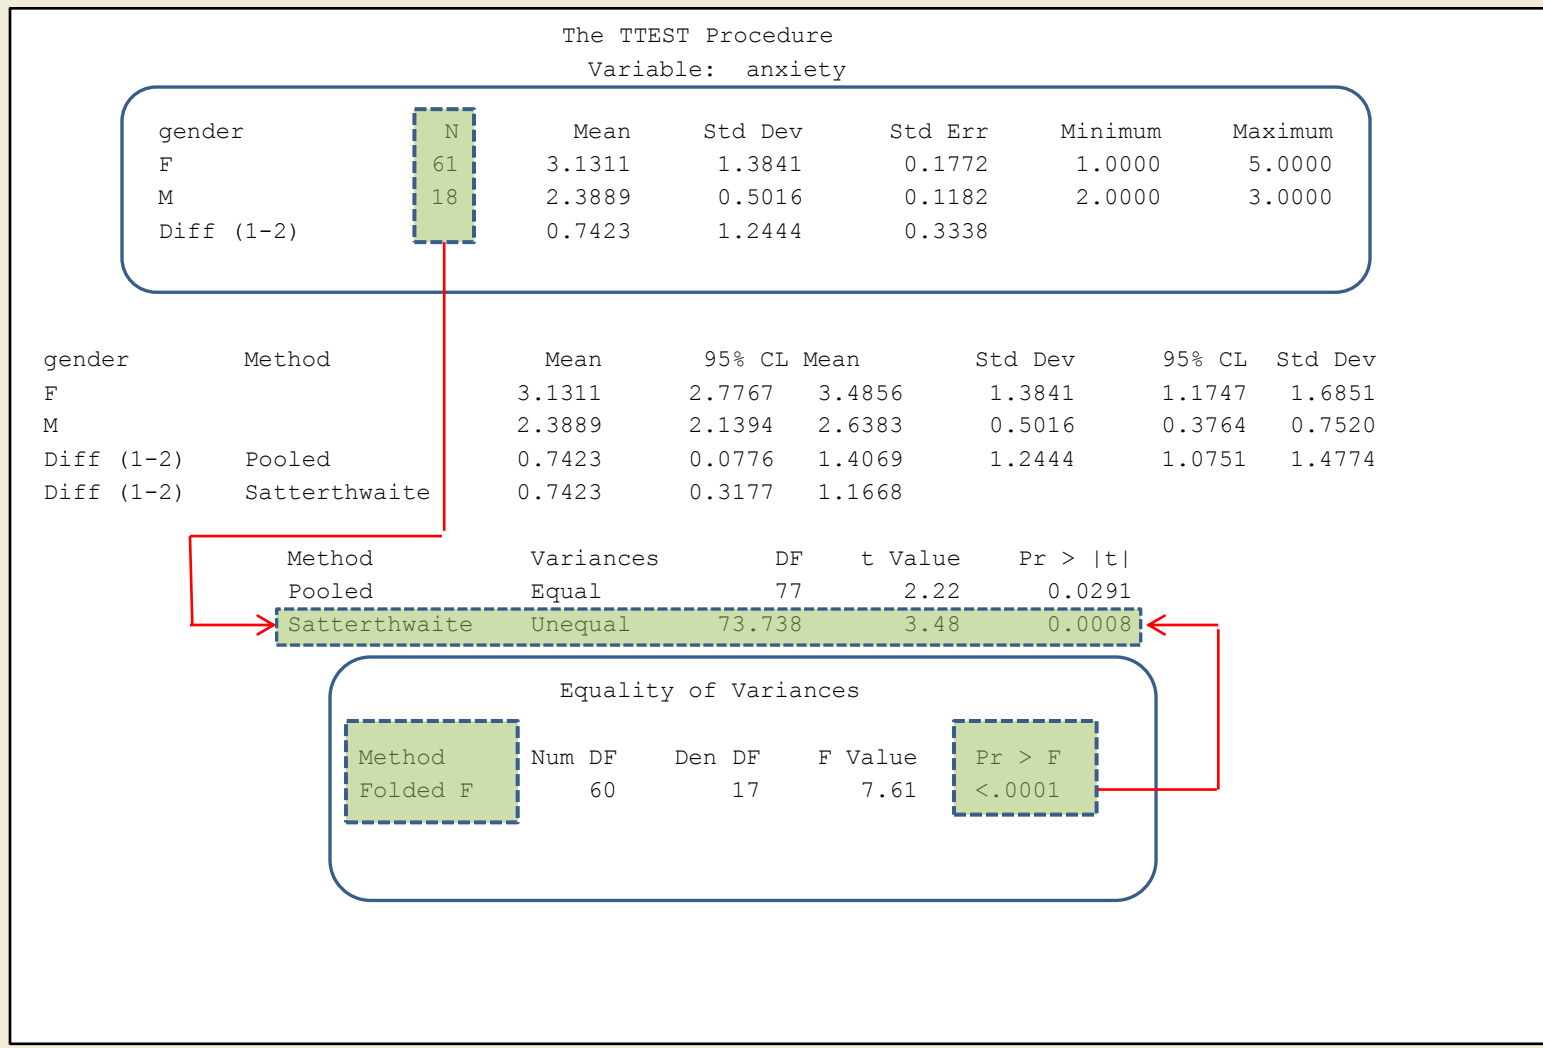 The TTEST Procedure
Variable: anxiety
gender N Mean Std Dev Std Err Minimum Maximum
F 61 3.1311 1.3841 0.1772 1.0000 5.0000
M 18 2.3889 0.5016 0.1182 2.0000 3.0000
Diff (1-2) 0.7423 1.2444 0.3338
gender Method Mean 95% CL Mean Std Dev 95% CL Std Dev
F 3.1311 2.7767 3.4856 1.3841 1.1747 1.6851
M 2.3889 2.1394 2.6383 0.5016 0.3764 0.7520
Diff (1-2) Pooled 0.7423 0.0776 1.4069 1.2444 1.0751 1.4774
Diff (1-2) Satterthwaite 0.7423 0.3177 1.1668
Method Variances DF t Value Pr > |t|
Pooled Equal 77 2.22 0.0291
Satterthwaite Unequal 73.738 3.48 0.0008
Equality of Variances
Method Num DF Den DF F Value Pr > F
Folded F 60 17 7.61 <.0001